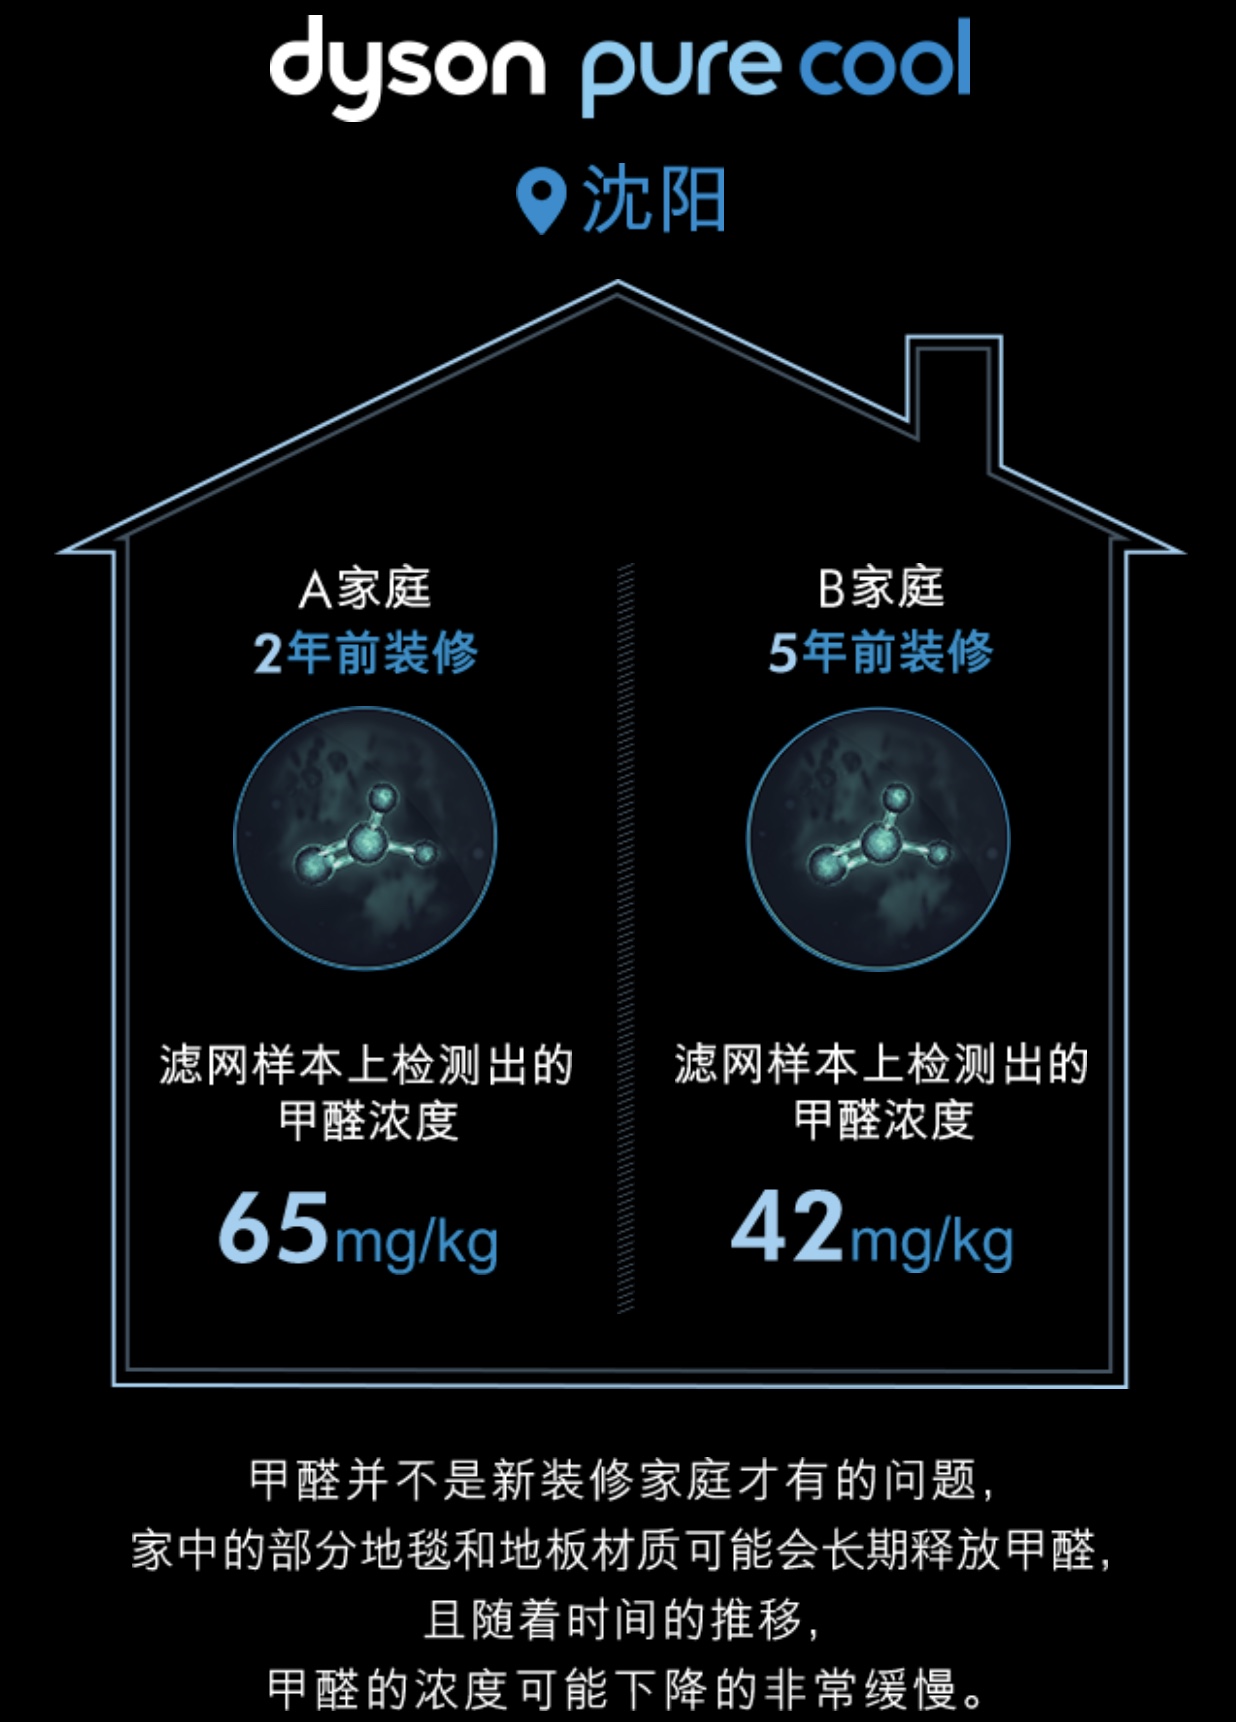 dyson pure cool
沈阳
A家庭
2年前装修
滤网样本上检测出的
甲醛浓度
65mg/kg
B家庭
5年前装修
滤网样本上检测出的
甲醛浓度
42mg/kg
甲醛并不是新装修家庭才有的问题，
家中的部分地毯和地板材质可能会长期释放甲醛，
且随着时间的推移，
甲醛的浓度可能下降的非常缓慢。